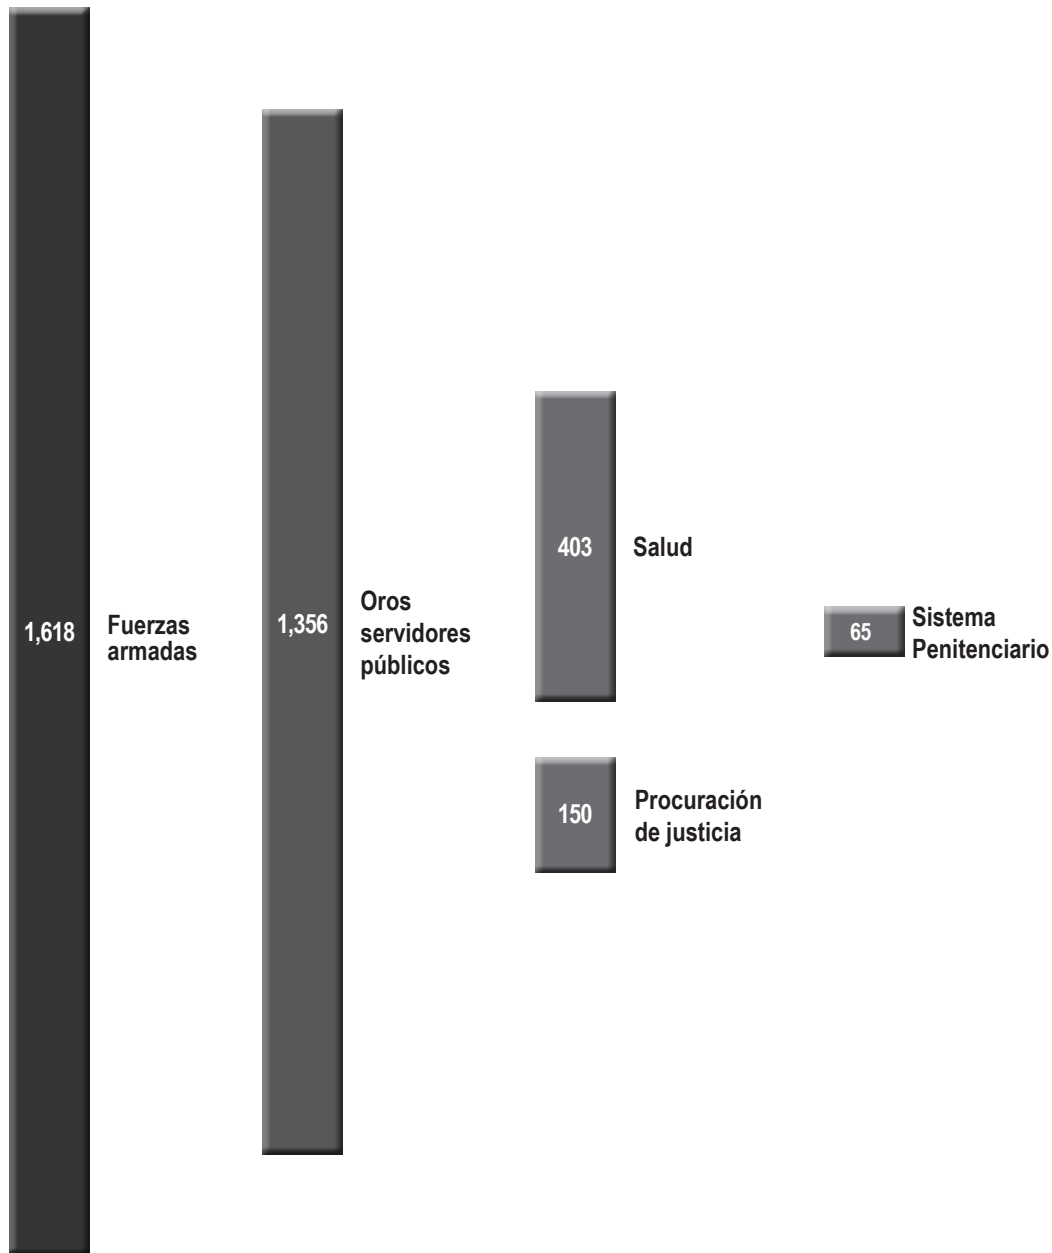 1,618
Fuerzas
armadas
1,356
Oros
servidores
públicos
403
Salud
150
Procuración
de justicia
65
Sistema
Penitenciario